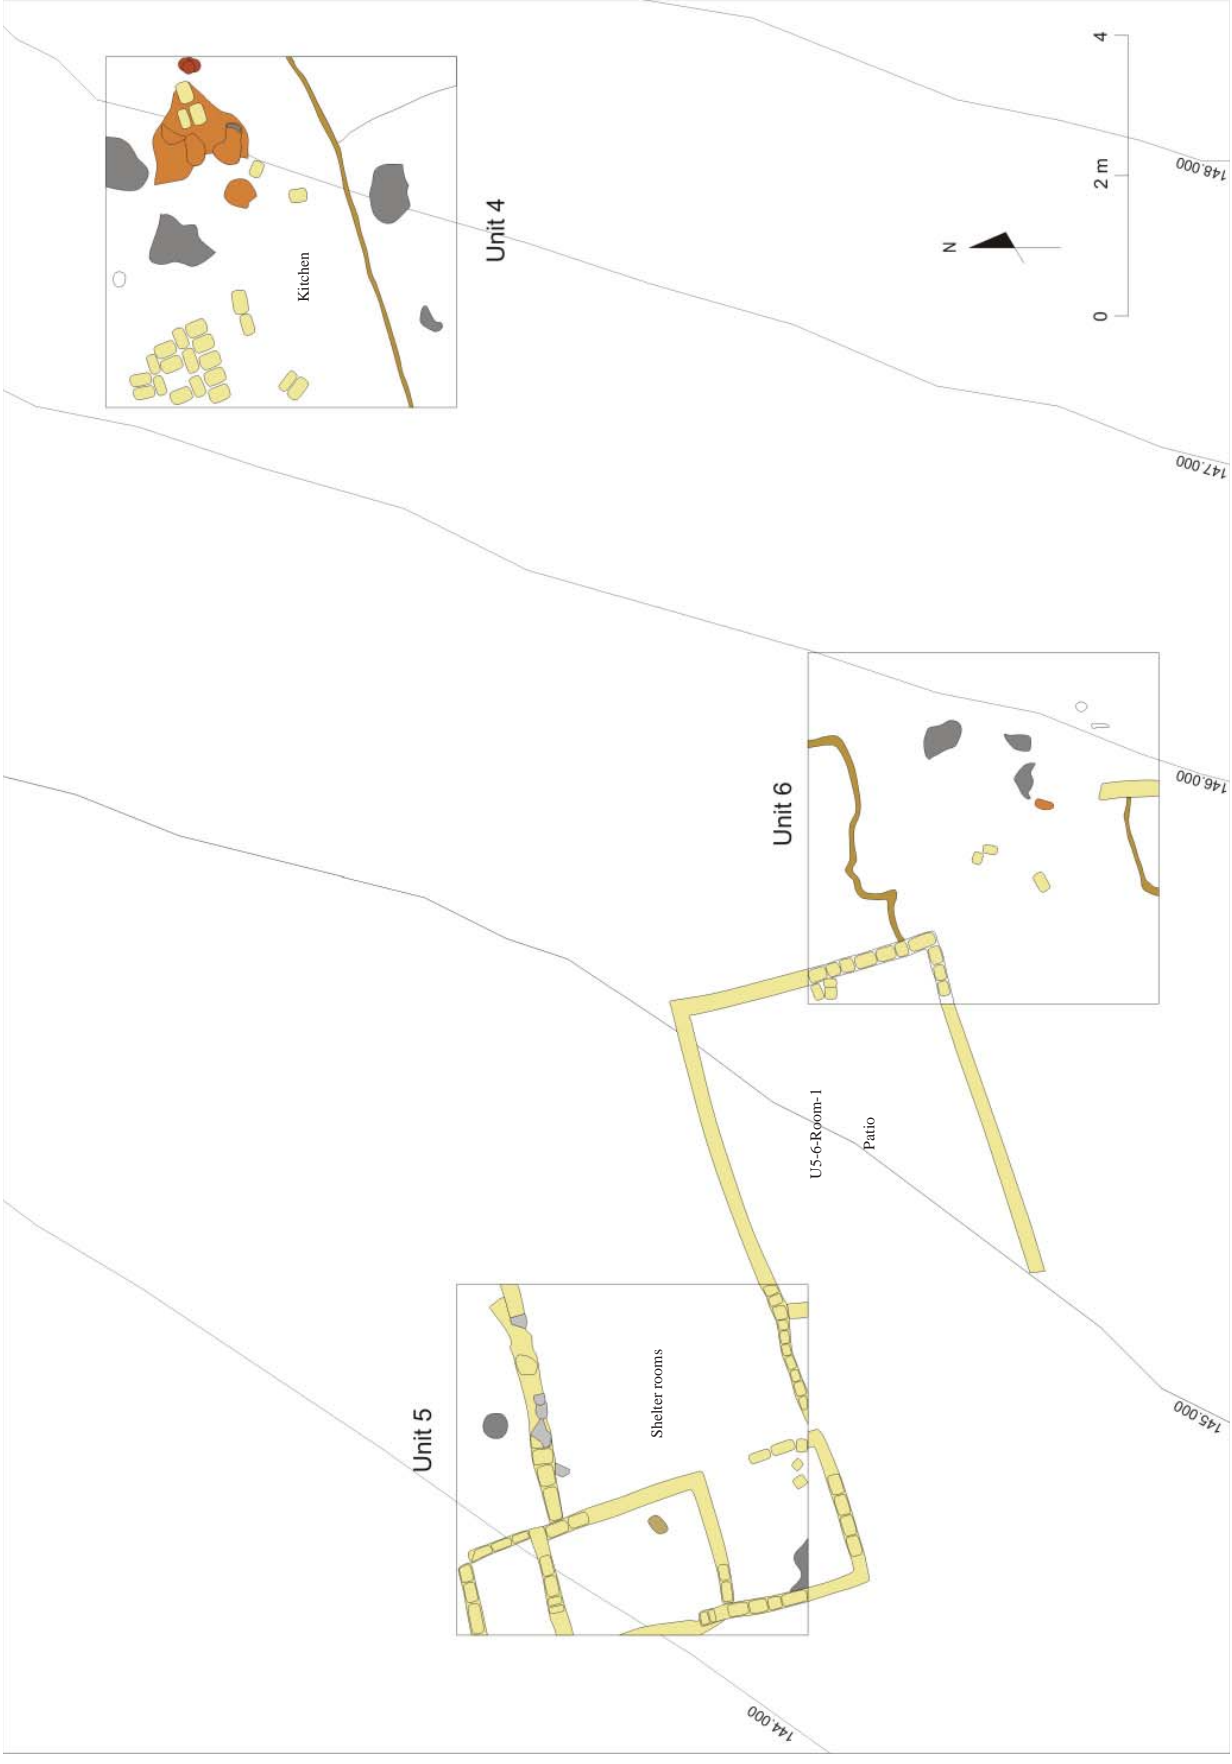 Unit 4
Kitchen
4
2 m
0
N
148.000
147.000
146.000
145.000
144.000
Unit 6
U5-6-Room-1
Patio
Unit 5
Shelter rooms